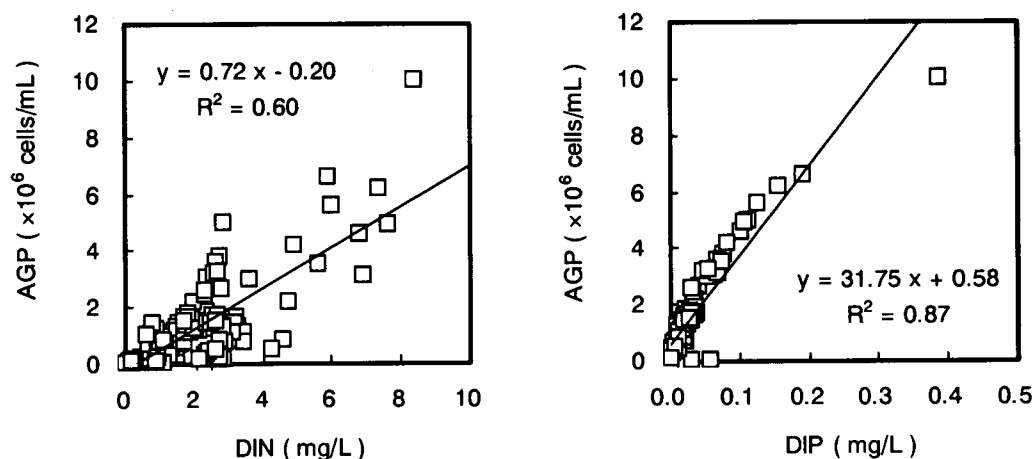 12
10
8
6
4
2
0
AGP ( ×10⁶ cells/mL )
y = 0.72 x - 0.20
R² = 0.60
0 2 4 6 8 10
DIN ( mg/L )
12
10
8
6
4
2
0
AGP ( ×10⁶ cells/mL )
y = 31.75 x + 0.58
R² = 0.87
0.0 0.1 0.2 0.3 0.4 0.5
DIP ( mg/L )